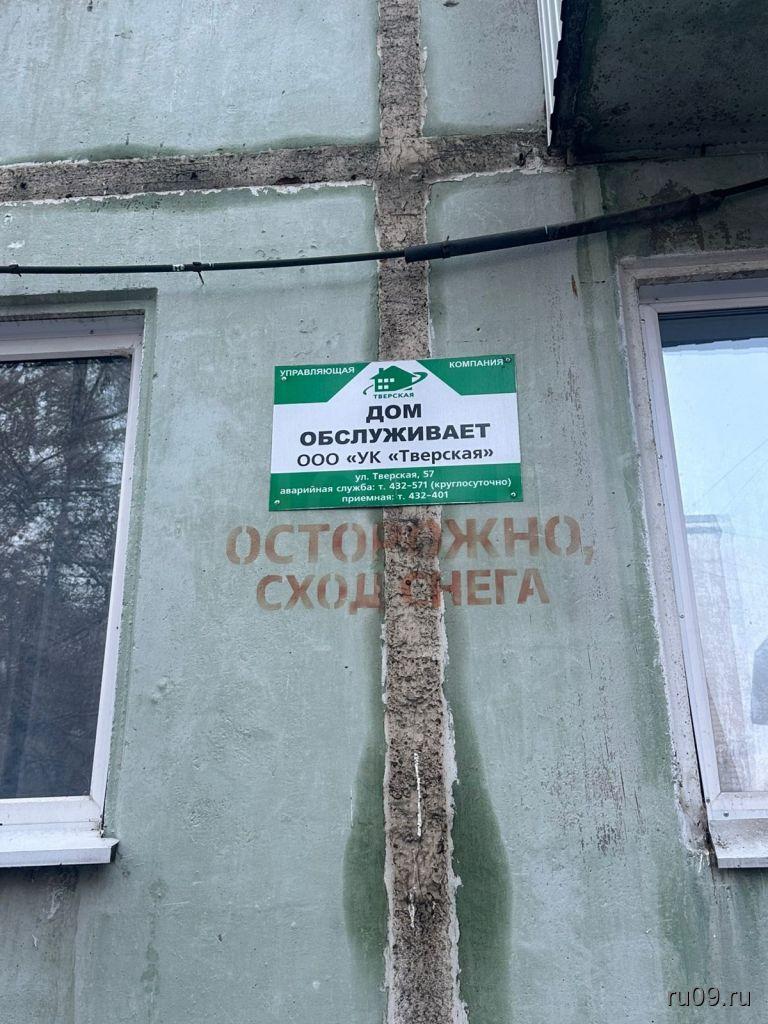 УПРАВЛЯЮЩАЯ КОМПАНИЯ
ТВЕРСКАЯ
ДОМ
ОБСЛУЖИВАЕТ
ООО «УК «Тверская»
ул. Тверская, 57
аварийная служба: т. 432-571 (круглосуточно)
приемная: т. 432-401
ОСТОРОЖНО,
СХОД СНЕГА
ru09.ru